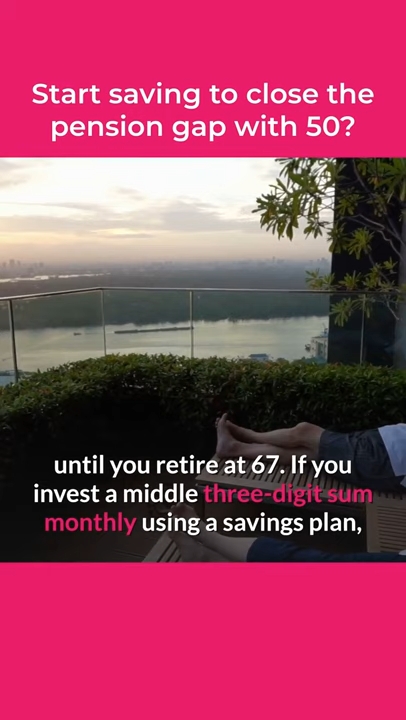 Start saving to close the
pension gap with 50?
until you retire at 67. If you
invest a middle three-digit sum
monthly using a savings plan,